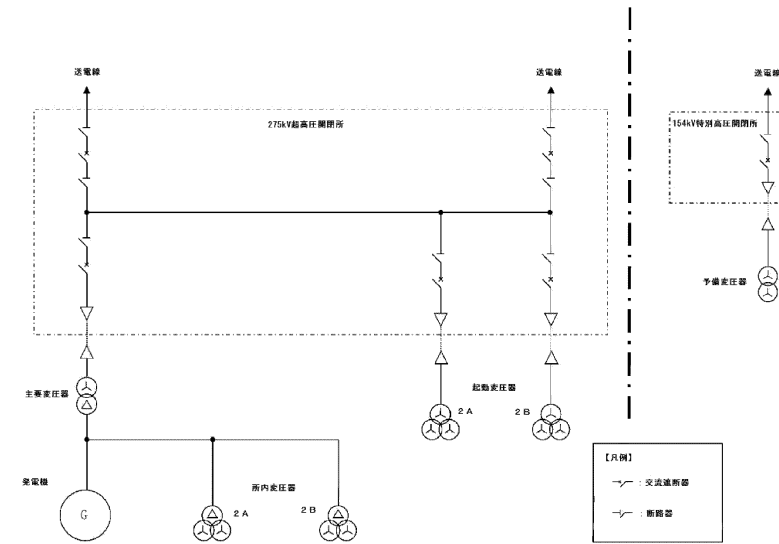 送電線
送電線
送電線
275kV超高圧開閉所
154kV特別高圧開閉所
予備変圧器
主要変圧器
起動変圧器
2A
2B
発電機
G
所内変圧器
2A
2B
【凡例】
：交流遮断器
：断路器